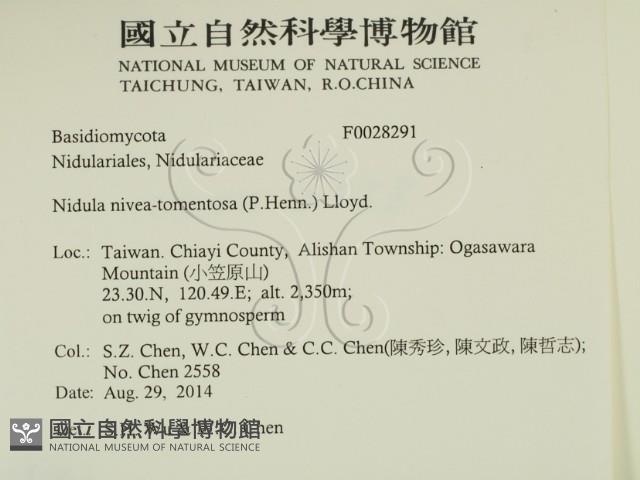 國立自然科學博物館
NATIONAL MUSEUM OF NATURAL SCIENCE
TAICHUNG, TAIWAN, R.O.CHINA
Basidiomycota F0028291
Nidulariales, Nidulariaceae
Nidula nivea-tomentosa (P.Henn.) Lloyd.
Loc.: Taiwan. Chiayi County, Alishan Township: Ogasawara
Mountain (小笠原山)
23.30.N, 120.49.E; alt. 2,350m;
on twig of gymnosperm
Col.: S.Z. Chen, W.C. Chen & C.C. Chen(陳秀珍, 陳文政, 陳哲志);
No. Chen 2558
Date: Aug. 29, 2014
Chen
國立自然科學博物館
NATIONAL MUSEUM OF NATURAL SCIENCE